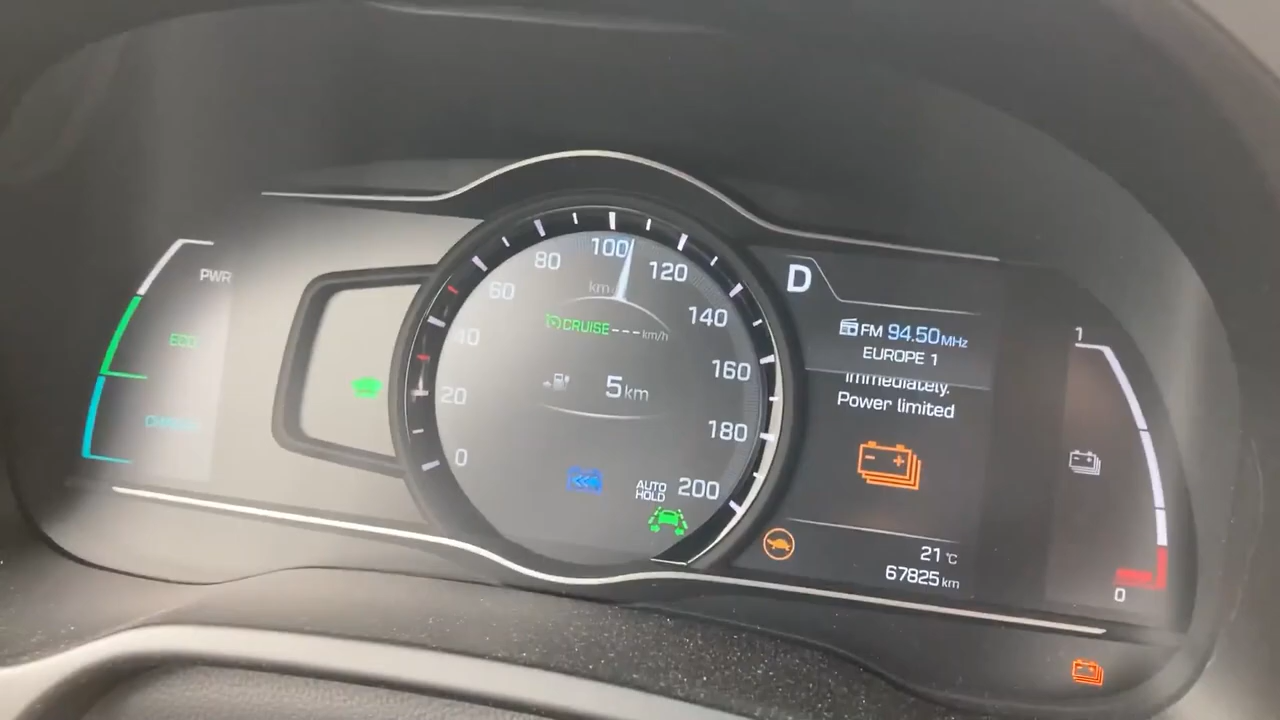 PWR
ECO
CHARGE
0
20
40
60
80
100
120
140
160
180
200
km/h
CRUISE --- km/h
5 km
AUTO
HOLD
D
FM 94.50 MHz
EUROPE 1
immediately.
Power limited
21 °C
67825 km
1
0